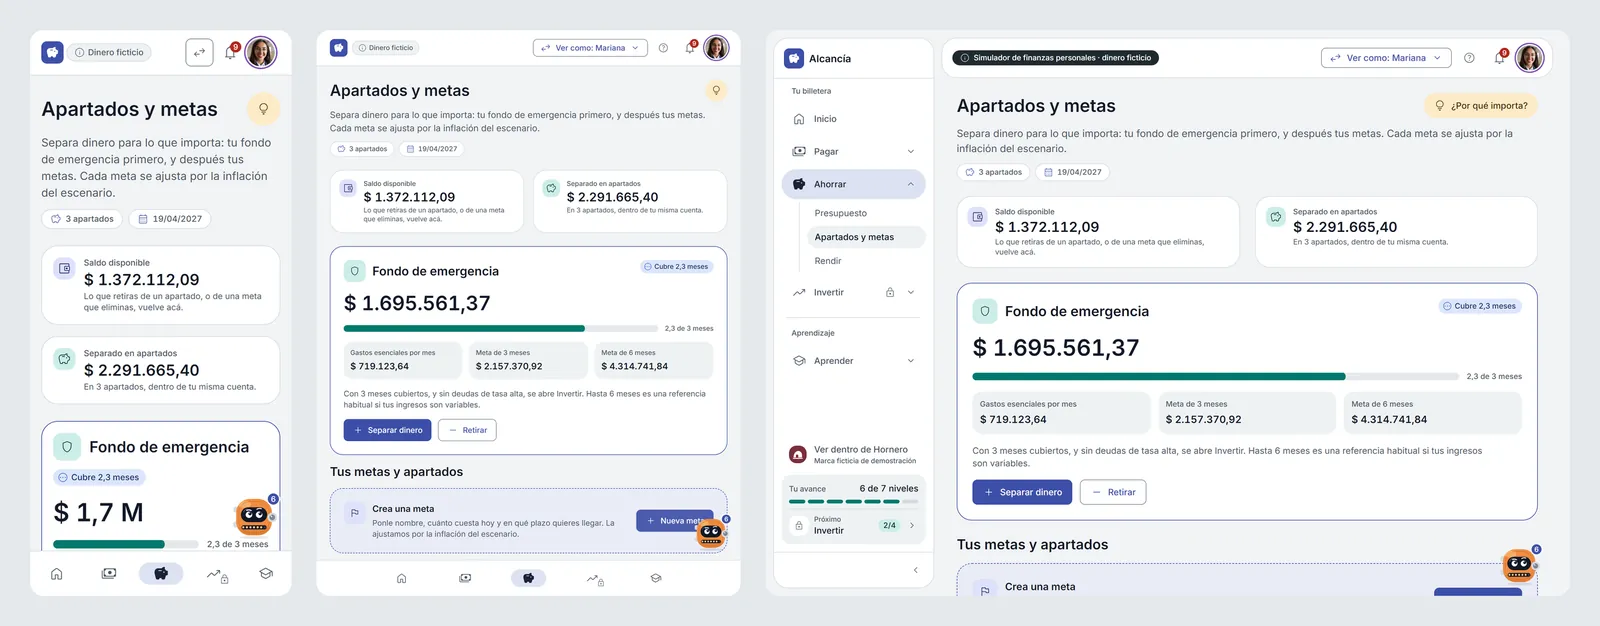 Dinero ficticio
9
Apartados y metas
Separa dinero para lo que importa: tu fondo
de emergencia primero, y después tus
metas. Cada meta se ajusta por la inflación
del escenario.
3 apartados
19/04/2027
Saldo disponible
$ 1.372.112,09
Lo que retiras de un apartado, o de una meta
que eliminas, vuelve acá.
Separado en apartados
$ 2.291.665,40
En 3 apartados, dentro de tu misma cuenta.
Fondo de emergencia
Cubre 2,3 meses
$ 1,7 M
2,3 de 3 meses
6
Dinero ficticio
Ver como: Mariana
9
Apartados y metas
Separa dinero para lo que importa: tu fondo de emergencia primero, y después tus metas.
Cada meta se ajusta por la inflación del escenario.
3 apartados
19/04/2027
Saldo disponible
$ 1.372.112,09
Lo que retiras de un apartado, o de una meta
que eliminas, vuelve acá.
Separado en apartados
$ 2.291.665,40
En 3 apartados, dentro de tu misma cuenta.
Fondo de emergencia
Cubre 2,3 meses
$ 1.695.561,37
2,3 de 3 meses
Gastos esenciales por mes
$ 719.123,64
Meta de 3 meses
$ 2.157.370,92
Meta de 6 meses
$ 4.314.741,84
Con 3 meses cubiertos, y sin deudas de tasa alta, se abre Invertir. Hasta 6 meses es una referencia
habitual si tus ingresos son variables.
Separar dinero
Retirar
Tus metas y apartados
Crea una meta
Ponle nombre, cuánto cuesta hoy y en qué plazo quieres llegar. La
ajustamos por la inflación del escenario.
Nueva meta
6
Alcancía
Tu billetera
Inicio
Pagar
Ahorrar
Presupuesto
Apartados y metas
Rendir
Invertir
Aprendizaje
Aprender
Ver dentro de Hornero
Marca ficticia de demostración
Tu avance
6 de 7 niveles
Próximo
Invertir
2/4
Simulador de finanzas personales · dinero ficticio
Ver como: Mariana
9
Apartados y metas
¿Por qué importa?
Separa dinero para lo que importa: tu fondo de emergencia primero, y después tus metas. Cada meta se ajusta por la
inflación del escenario.
3 apartados
19/04/2027
Saldo disponible
$ 1.372.112,09
Lo que retiras de un apartado, o de una meta que eliminas,
vuelve acá.
Separado en apartados
$ 2.291.665,40
En 3 apartados, dentro de tu misma cuenta.
Fondo de emergencia
Cubre 2,3 meses
$ 1.695.561,37
2,3 de 3 meses
Gastos esenciales por mes
$ 719.123,64
Meta de 3 meses
$ 2.157.370,92
Meta de 6 meses
$ 4.314.741,84
Con 3 meses cubiertos, y sin deudas de tasa alta, se abre Invertir. Hasta 6 meses es una referencia habitual si tus ingresos
son variables.
Separar dinero
Retirar
Tus metas y apartados
Crea una meta
6